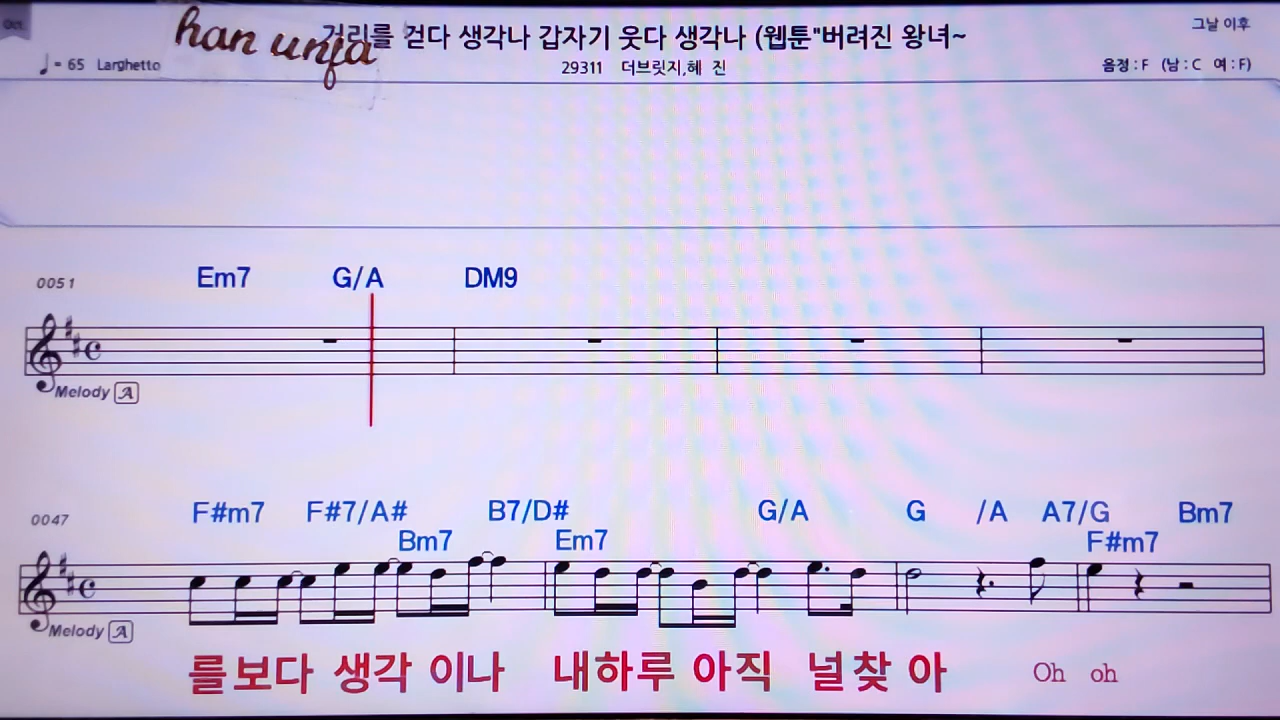 Oct.
han unfa
거리를 걷다 생각나 갑자기 웃다 생각나 (웹툰"버려진 왕녀~
그날 이후
♩= 65 Larghetto
29311 더브릿지,혜 진
음정 : F (남 : C 여 : F)
0051 Em7 G/A DM9
Melody A
0047 F#m7 F#7/A# B7/D# G/A G /A A7/G Bm7
Bm7 Em7 F#m7
Melody A
를보다 생각 이나 내하루 아직 널찾 아 Oh oh